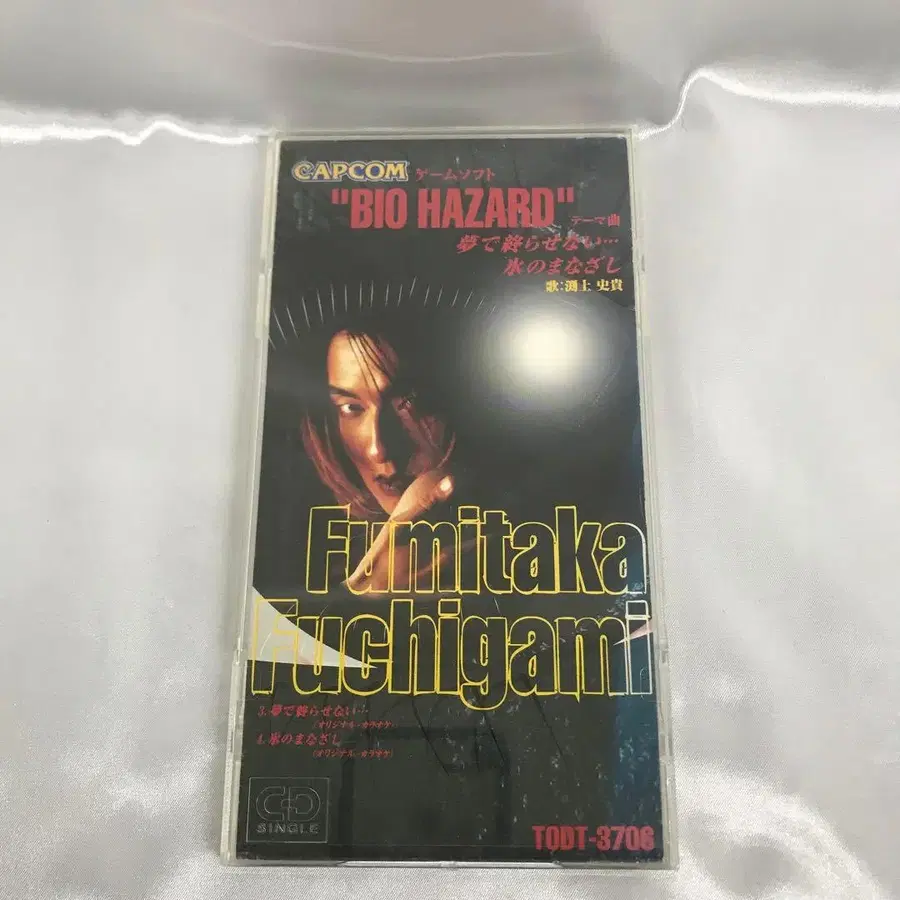 CAPCOM ゲームソフト
"BIO HAZARD" テーマ曲
夢で終らせない…
氷のまなざし
歌:渕上 史貴
Fumitaka
Fuchigami
3.夢で終らせない…
(オリジナル・カラオケ)
4.氷のまなざし
(オリジナル・カラオケ)
CD
SINGLE
TODT-3706